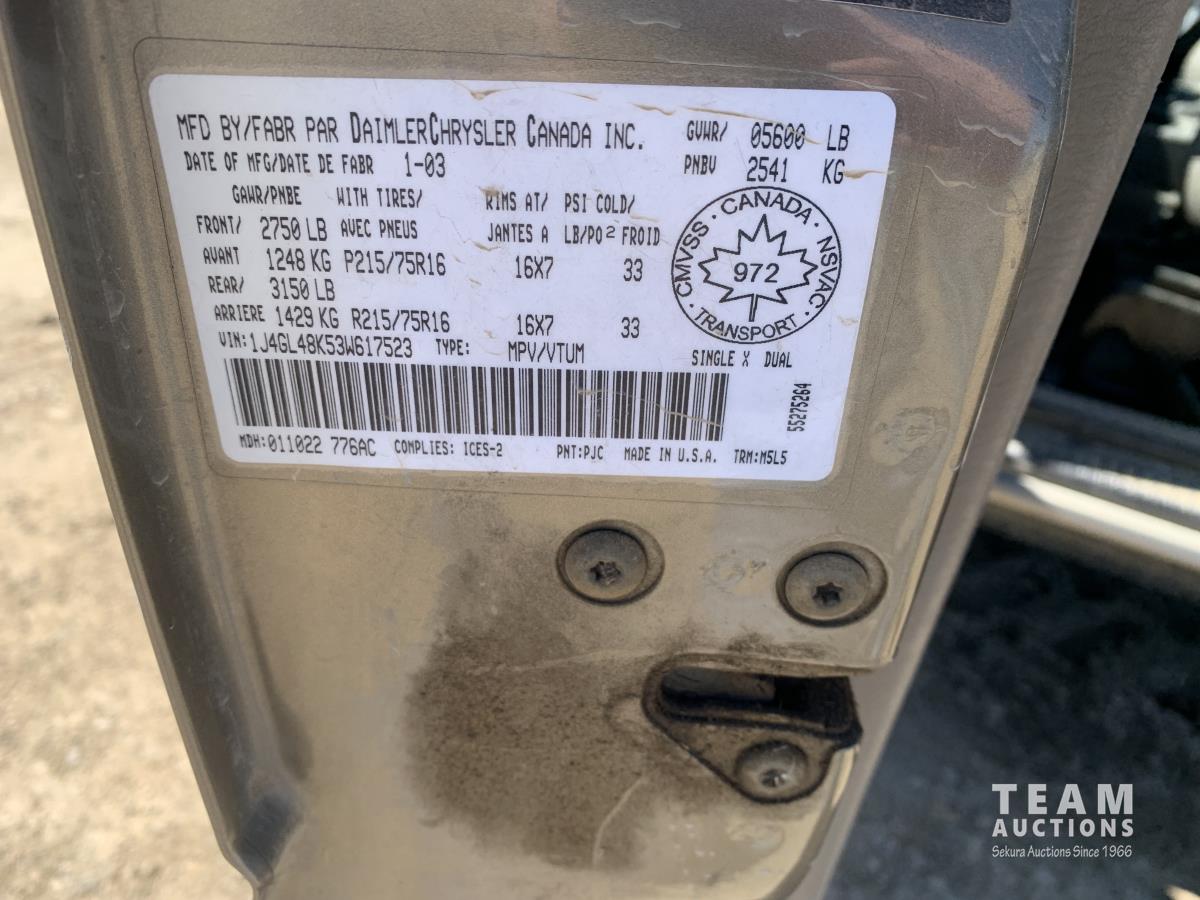 MFD BY/FABR PAR DAIMLERCHRYSLER CANADA INC. GVWR/ 05600 LB
DATE OF MFG/DATE DE FABR 1-03 PNBV 2541 KG
GAWR/PNBE WITH TIRES/ RIMS AT/ PSI COLD/
FRONT/ 2750 LB AVEC PNEUS JANTES A LB/PO2 FROID
AVANT 1248 KG P215/75R16 16X7 33
REAR/ 3150 LB
ARRIERE 1429 KG R215/75R16 16X7 33
VIN:1J4GL48K53W617523 TYPE: MPV/VTUM SINGLE X DUAL
CANADA · NSVAC · TRANSPORT · CMVSS ·
972
55275264
MDH:011022 776AC COMPLIES: ICES-2 PNT:PJC MADE IN U.S.A. TRM:M5L5
TEAM
AUCTIONS
Sekura Auctions Since 1966